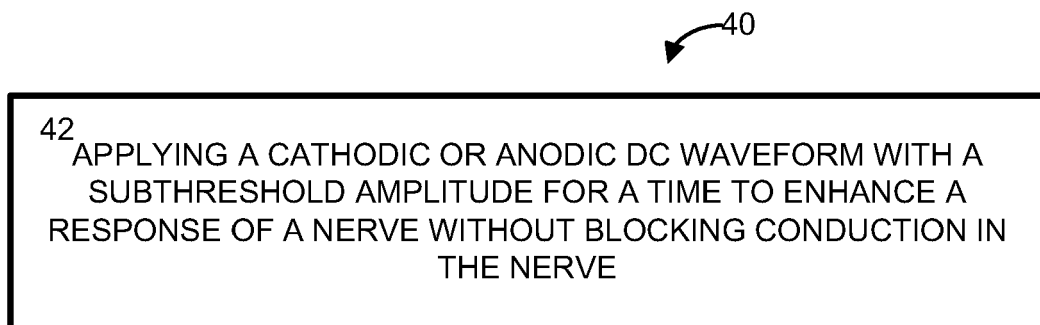 40
42
APPLYING A CATHODIC OR ANODIC DC WAVEFORM WITH A
SUBTHRESHOLD AMPLITUDE FOR A TIME TO ENHANCE A
RESPONSE OF A NERVE WITHOUT BLOCKING CONDUCTION IN
THE NERVE